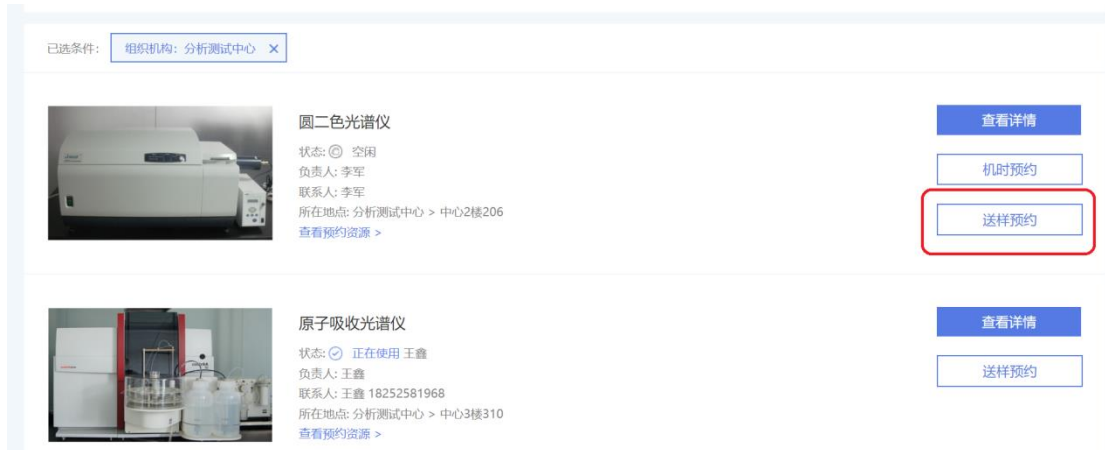 已选条件： 组织机构：分析测试中心 ×
圆二色光谱仪
查看详情
状态: 空闲
负责人: 李军
机时预约
联系人: 李军
所在地点: 分析测试中心 > 中心2楼206
送样预约
查看预约资源 >
原子吸收光谱仪
查看详情
状态: 正在使用 王鑫
负责人: 王鑫
送样预约
联系人: 王鑫 18252581968
所在地点: 分析测试中心 > 中心3楼310
查看预约资源 >